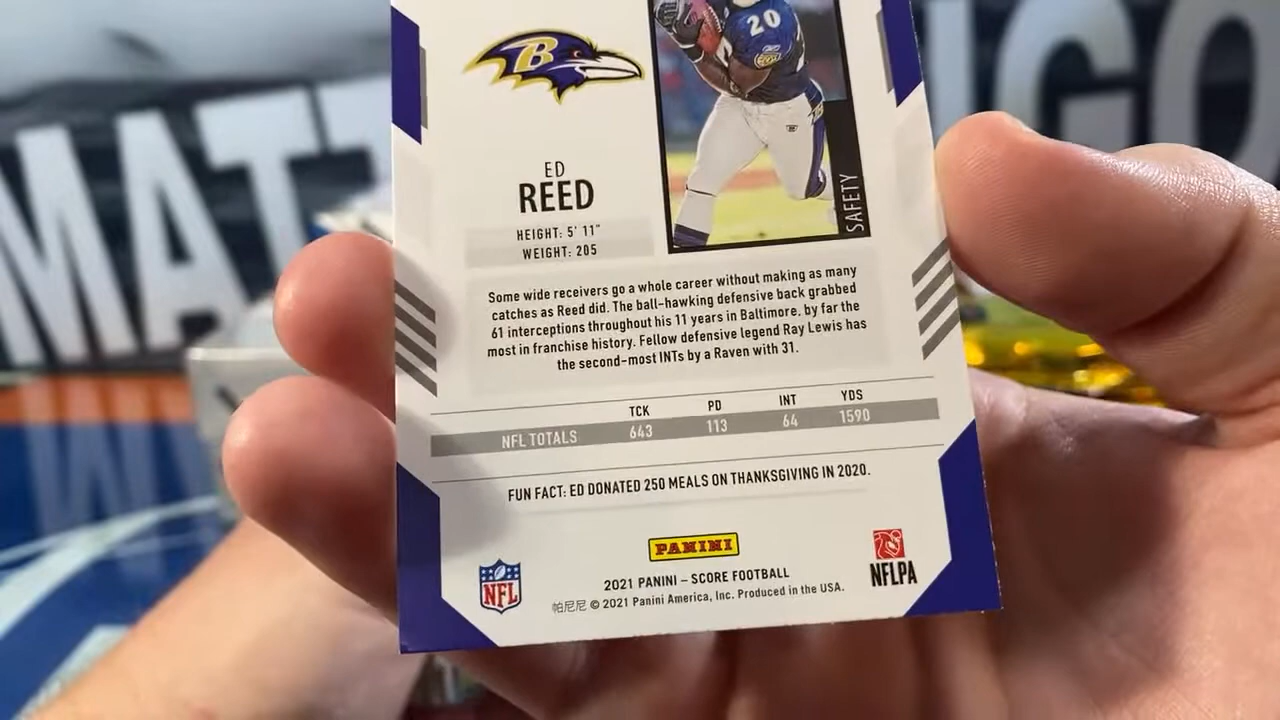 MATT
IGO
B
20
ED
REED
HEIGHT: 5' 11"
WEIGHT: 205
SAFETY
Some wide receivers go a whole career without making as many
catches as Reed did. The ball-hawking defensive back grabbed
61 interceptions throughout his 11 years in Baltimore, by far the
most in franchise history. Fellow defensive legend Ray Lewis has
the second-most INTs by a Raven with 31.
TCK PD INT YDS
NFL TOTALS 643 113 64 1590
FUN FACT: ED DONATED 250 MEALS ON THANKSGIVING IN 2020.
PANINI
NFL
2021 PANINI – SCORE FOOTBALL
帕尼尼 © 2021 Panini America, Inc. Produced in the USA.
NFLPA